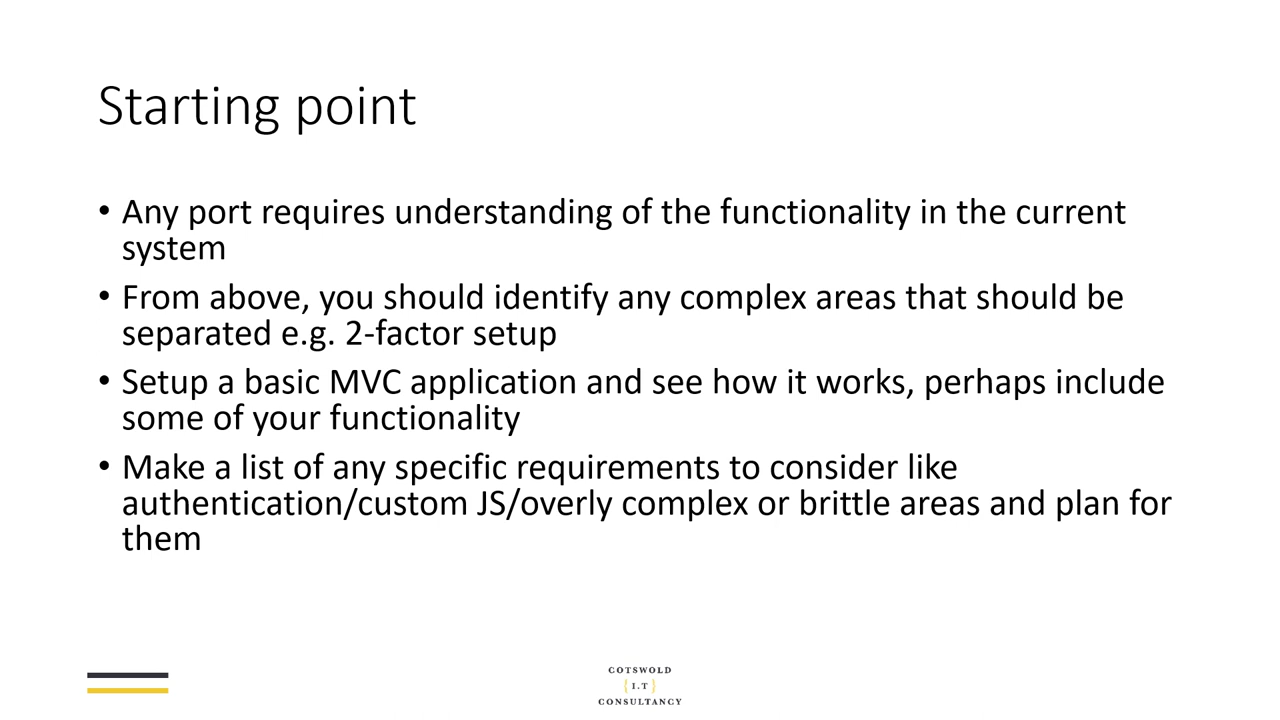 Starting point
• Any port requires understanding of the functionality in the current
system
• From above, you should identify any complex areas that should be
separated e.g. 2-factor setup
• Setup a basic MVC application and see how it works, perhaps include
some of your functionality
• Make a list of any specific requirements to consider like
authentication/custom JS/overly complex or brittle areas and plan for
them
COTSWOLD
{I.T}
CONSULTANCY